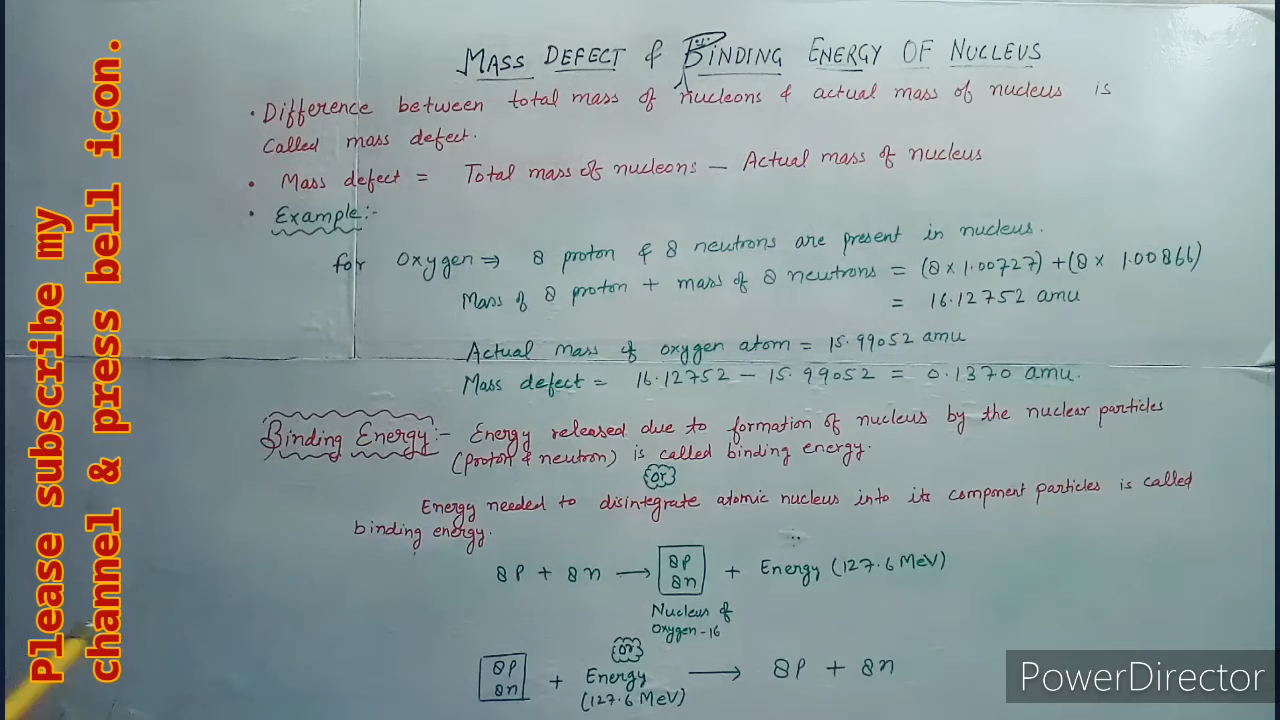 Please subscribe my
channel & press bell icon.
MASS DEFECT & BINDING ENERGY OF NUCLEUS
• Difference between total mass of nucleons & actual mass of nucleus is
called mass defect.
• Mass defect = Total mass of nucleons – Actual mass of nucleus
• Example:-
for Oxygen ⇒ 8 proton & 8 neutrons are present in nucleus.
Mass of 8 proton + mass of 8 neutrons = (8 × 1.00727) + (8 × 1.00866)
= 16.12752 amu
Actual mass of oxygen atom = 15.99052 amu
Mass defect = 16.12752 – 15.99052 = 0.1370 amu.
Binding Energy:- Energy released due to formation of nucleus by the nuclear particles
(proton & neutron) is called binding energy.
or
Energy needed to disintegrate atomic nucleus into its component particles is called
binding energy.
8P + 8n → 8P + Energy (127.6 MeV)
8n
Nucleus of
Oxygen-16
or
8P + Energy → 8P + 8n
8n (127.6 MeV)
PowerDirector